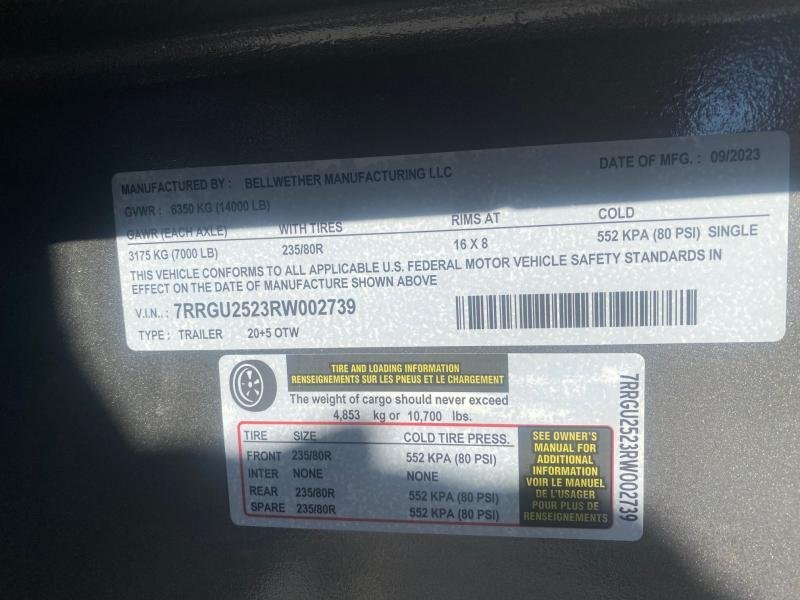 MANUFACTURED BY : BELLWETHER MANUFACTURING LLC DATE OF MFG. : 09/2023
GVWR : 6350 KG (14000 LB)
GAWR (EACH AXLE) WITH TIRES RIMS AT COLD
3175 KG (7000 LB) 235/80R 16 X 8 552 KPA (80 PSI) SINGLE
THIS VEHICLE CONFORMS TO ALL APPLICABLE U.S. FEDERAL MOTOR VEHICLE SAFETY STANDARDS IN
EFFECT ON THE DATE OF MANUFACTURE SHOWN ABOVE
V.I.N.: 7RRGU2523RW002739
TYPE : TRAILER 20+5 OTW
TIRE AND LOADING INFORMATION
RENSEIGNEMENTS SUR LES PNEUS ET LE CHARGEMENT
The weight of cargo should never exceed
4,853 kg or 10,700 lbs.
TIRE SIZE COLD TIRE PRESS.
FRONT 235/80R 552 KPA (80 PSI)
INTER NONE NONE
REAR 235/80R 552 KPA (80 PSI)
SPARE 235/80R 552 KPA (80 PSI)
SEE OWNER'S
MANUAL FOR
ADDITIONAL
INFORMATION
VOIR LE MANUEL
DE L'USAGER
POUR PLUS DE
RENSEIGNEMENTS
7RRGU2523RW002739